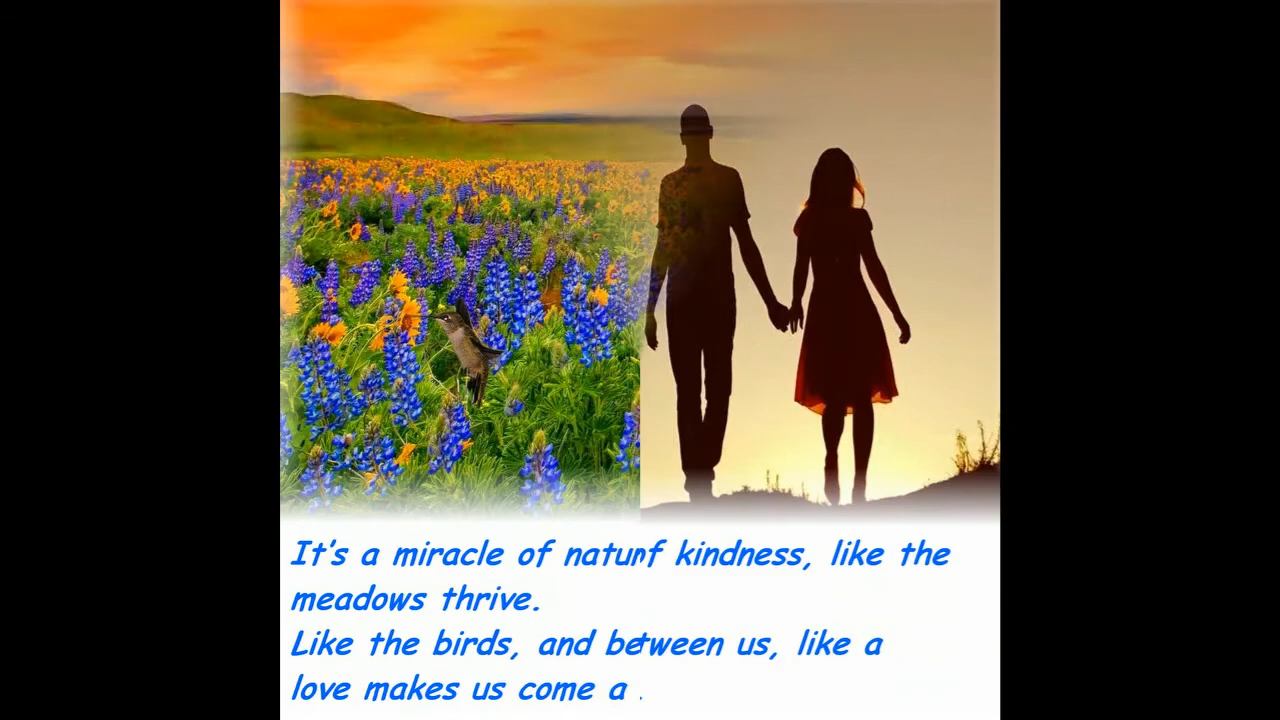 It's a miracle of natu f kindness, like the
meadows thrive.
Like the birds, and between us, like a
love makes us come a .